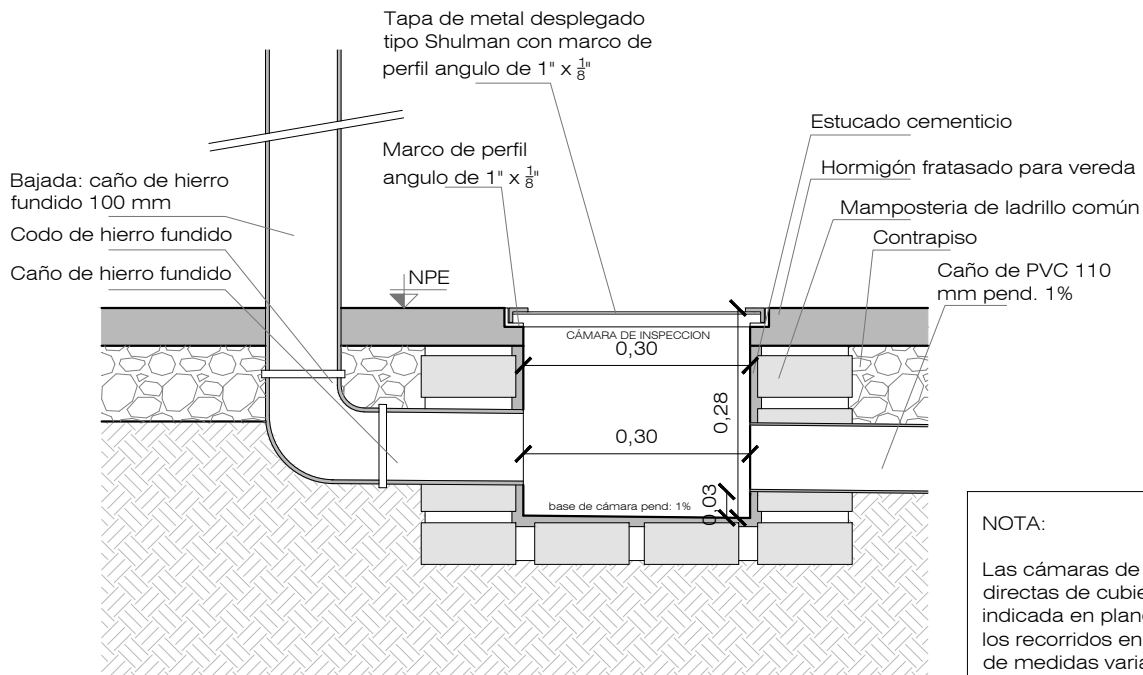 Tapa de metal desplegado
tipo Shulman con marco de
perfil angulo de 1" x 1/8"
Marco de perfil
angulo de 1" x 1/8"
Bajada: caño de hierro
fundido 100 mm
Codo de hierro fundido
Caño de hierro fundido
NPE
Estucado cementicio
Hormigón fratasado para vereda
Mamposteria de ladrillo común
Contrapiso
Caño de PVC 110
mm pend. 1%
CÁMARA DE INSPECCION
0,30
0,28
0,30
0,03
base de cámara pend: 1%
NOTA:
Las cámaras de
directas de cubie
indicada en plan
los recorridos en
de medidas varia